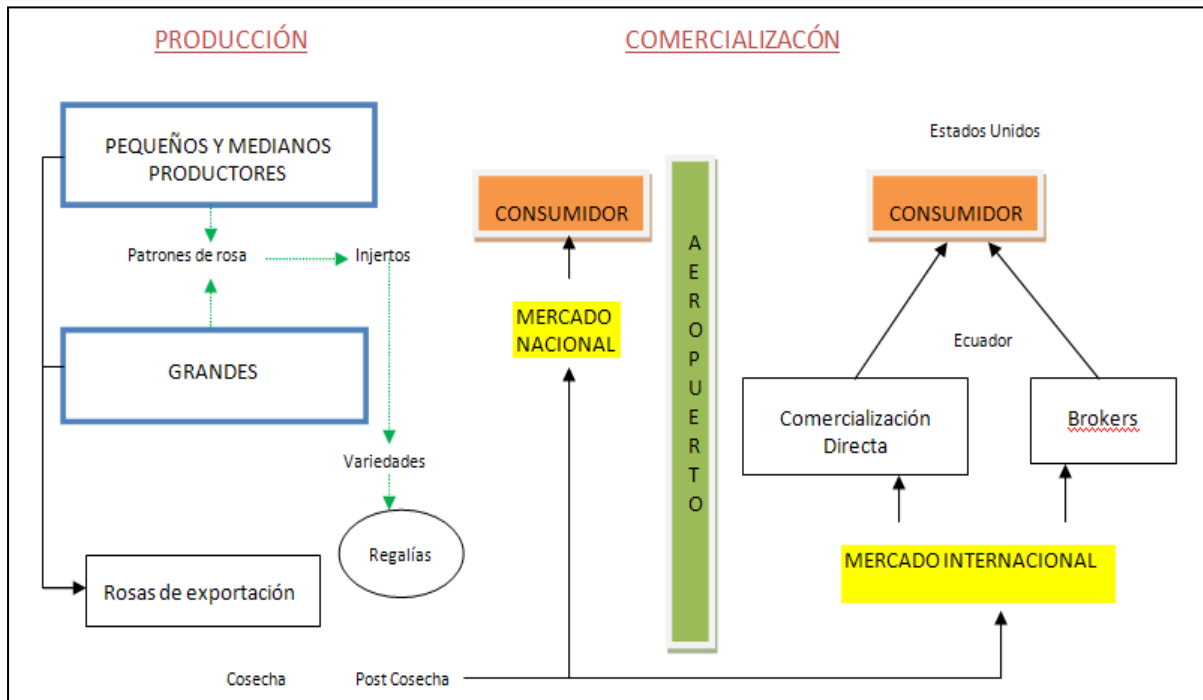 PRODUCCIÓN
COMERCIALIZACÓN
PEQUEÑOS Y MEDIANOS
PRODUCTORES
Patrones de rosa
Injertos
GRANDES
Variedades
Regalías
Rosas de exportación
Cosecha
Post Cosecha
CONSUMIDOR
MERCADO
NACIONAL
AEROPUERTO
Estados Unidos
CONSUMIDOR
Ecuador
Comercialización
Directa
Brokers
MERCADO INTERNACIONAL